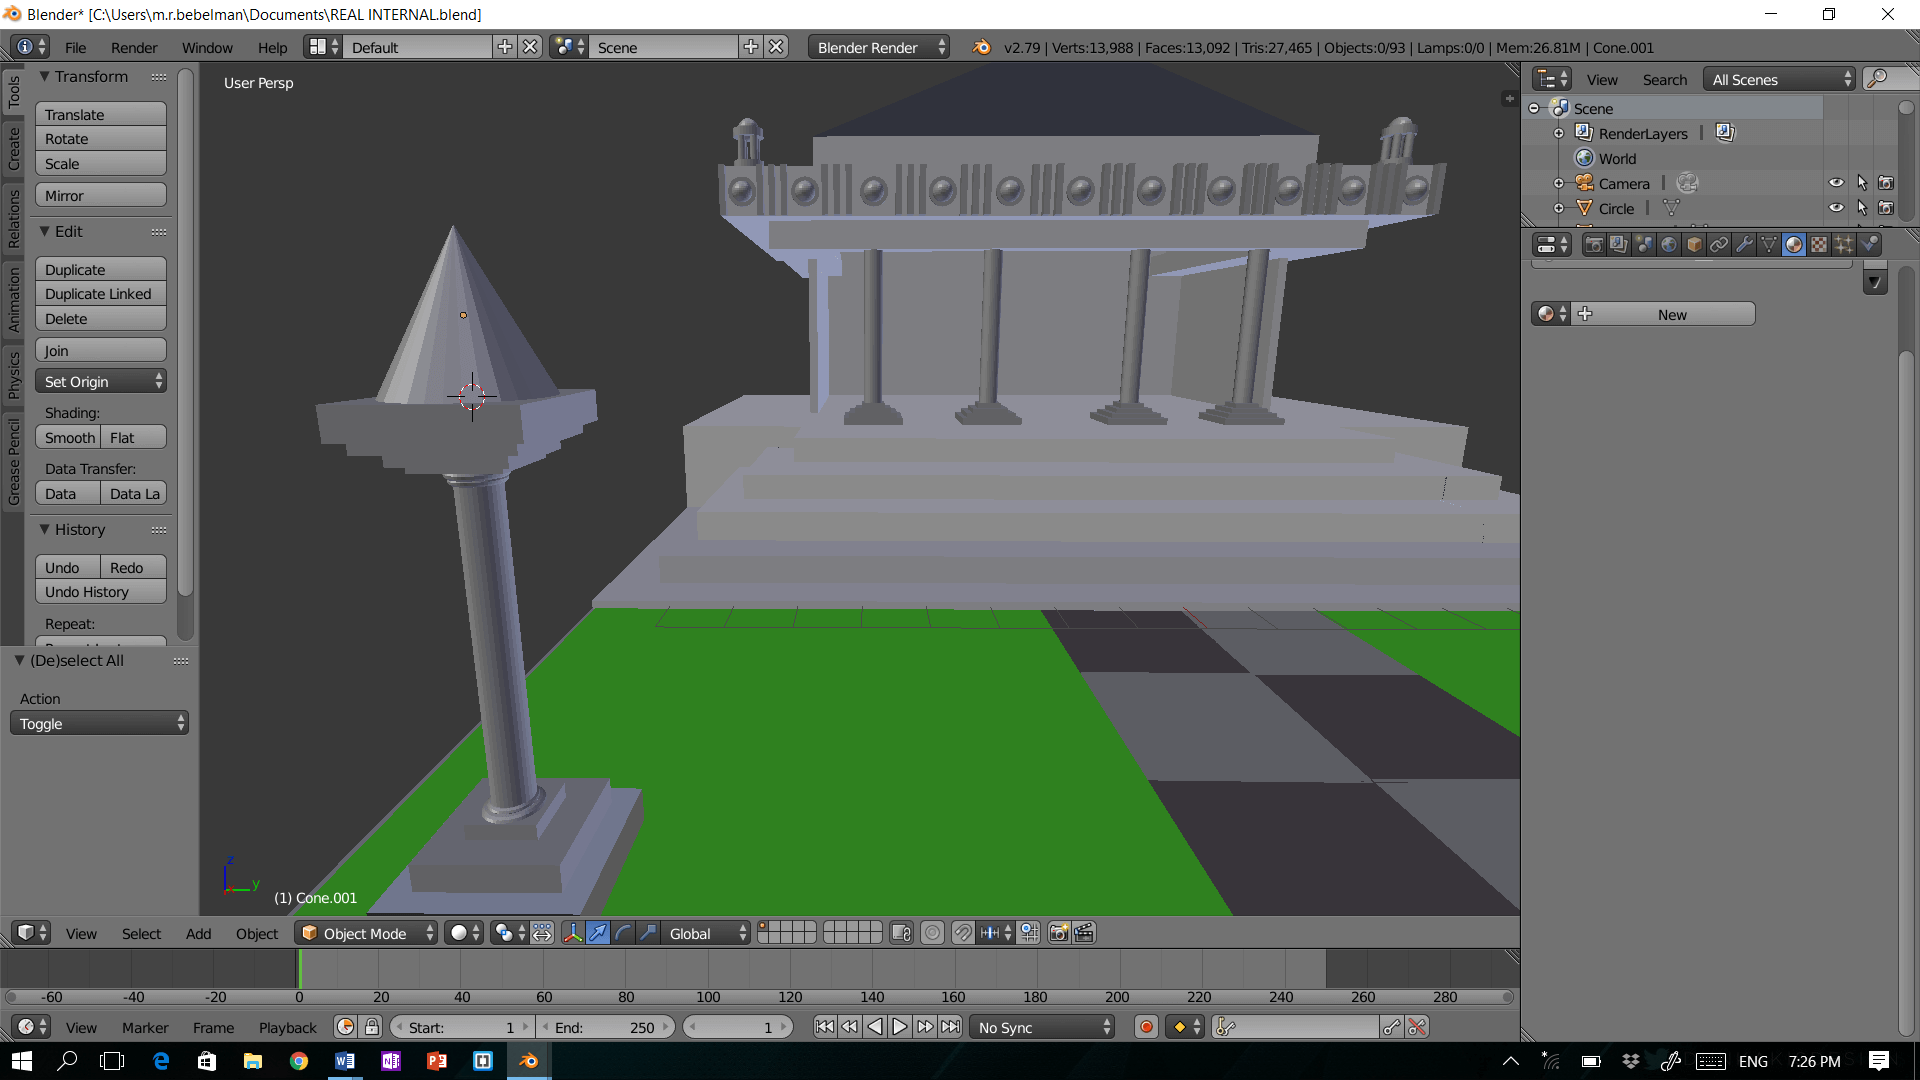 Blender* [C:\Users\m.r.bebelman\Documents\REAL INTERNAL.blend]
File Render Window Help Default Scene Blender Render v2.79 | Verts:13,988 | Faces:13,092 | Tris:27,465 | Objects:0/93 | Lamps:0/0 | Mem:26.81M | Cone.001
Tools
Create
Relations
Animation
Physics
Grease Pencil
Transform
Translate
Rotate
Scale
Mirror
Edit
Duplicate
Duplicate Linked
Delete
Join
Set Origin
Shading:
Smooth Flat
Data Transfer:
Data Data La
History
Undo Redo
Undo History
Repeat:
(De)select All
Action
Toggle
User Persp
z
y
(1) Cone.001
View Search All Scenes
Scene
RenderLayers
World
Camera
Circle
New
View Select Add Object Object Mode Global
-60 -40 -20 0 20 40 60 80 100 120 140 160 180 200 220 240 260 280
View Marker Frame Playback Start: 1 End: 250 1 No Sync
ENG 7:26 PM